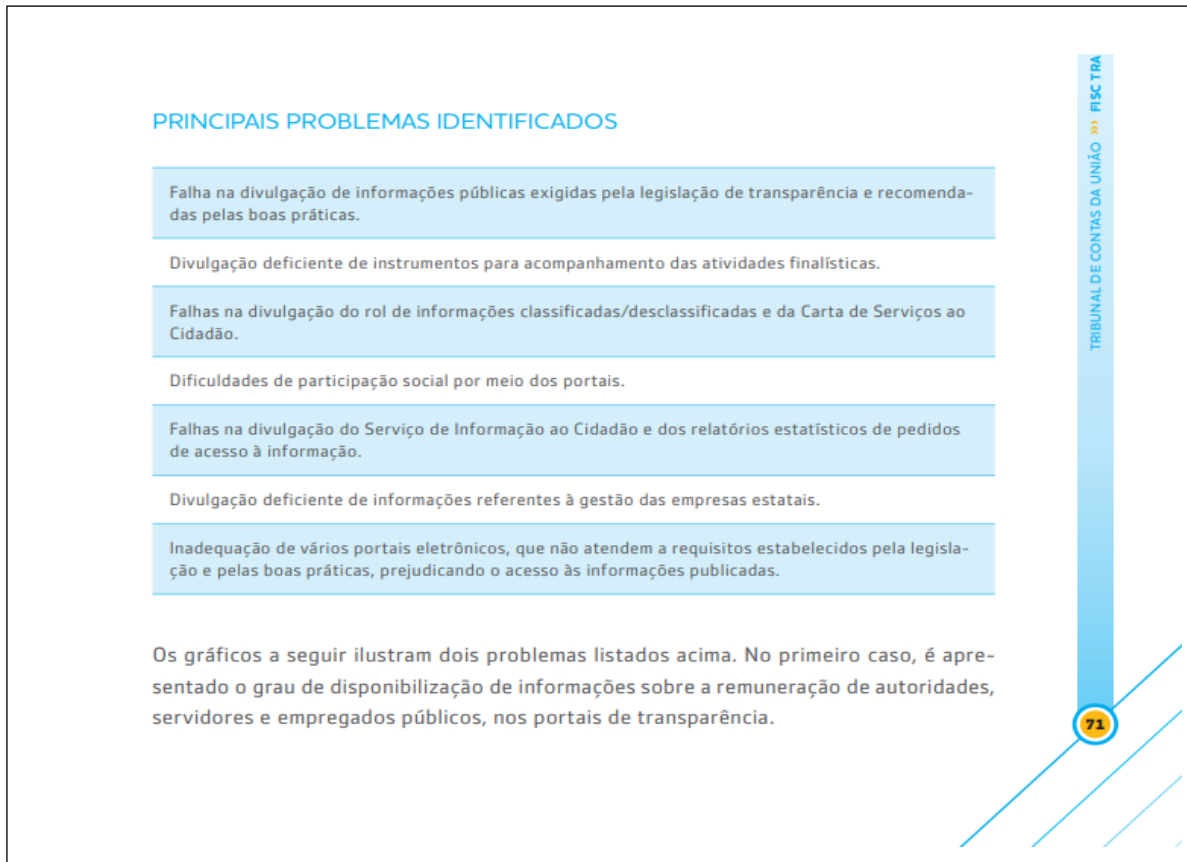 PRINCIPAIS PROBLEMAS IDENTIFICADOS
Falha na divulgação de informações públicas exigidas pela legislação de transparência e recomenda-
das pelas boas práticas.
Divulgação deficiente de instrumentos para acompanhamento das atividades finalísticas.
Falhas na divulgação do rol de informações classificadas/desclassificadas e da Carta de Serviços ao
Cidadão.
Dificuldades de participação social por meio dos portais.
Falhas na divulgação do Serviço de Informação ao Cidadão e dos relatórios estatísticos de pedidos
de acesso à informação.
Divulgação deficiente de informações referentes à gestão das empresas estatais.
Inadequação de vários portais eletrônicos, que não atendem a requisitos estabelecidos pela legisla-
ção e pelas boas práticas, prejudicando o acesso às informações publicadas.
Os gráficos a seguir ilustram dois problemas listados acima. No primeiro caso, é apre-
sentado o grau de disponibilização de informações sobre a remuneração de autoridades,
servidores e empregados públicos, nos portais de transparência.
TRIBUNAL DE CONTAS DA UNIÃO ››› FISC TRA
71